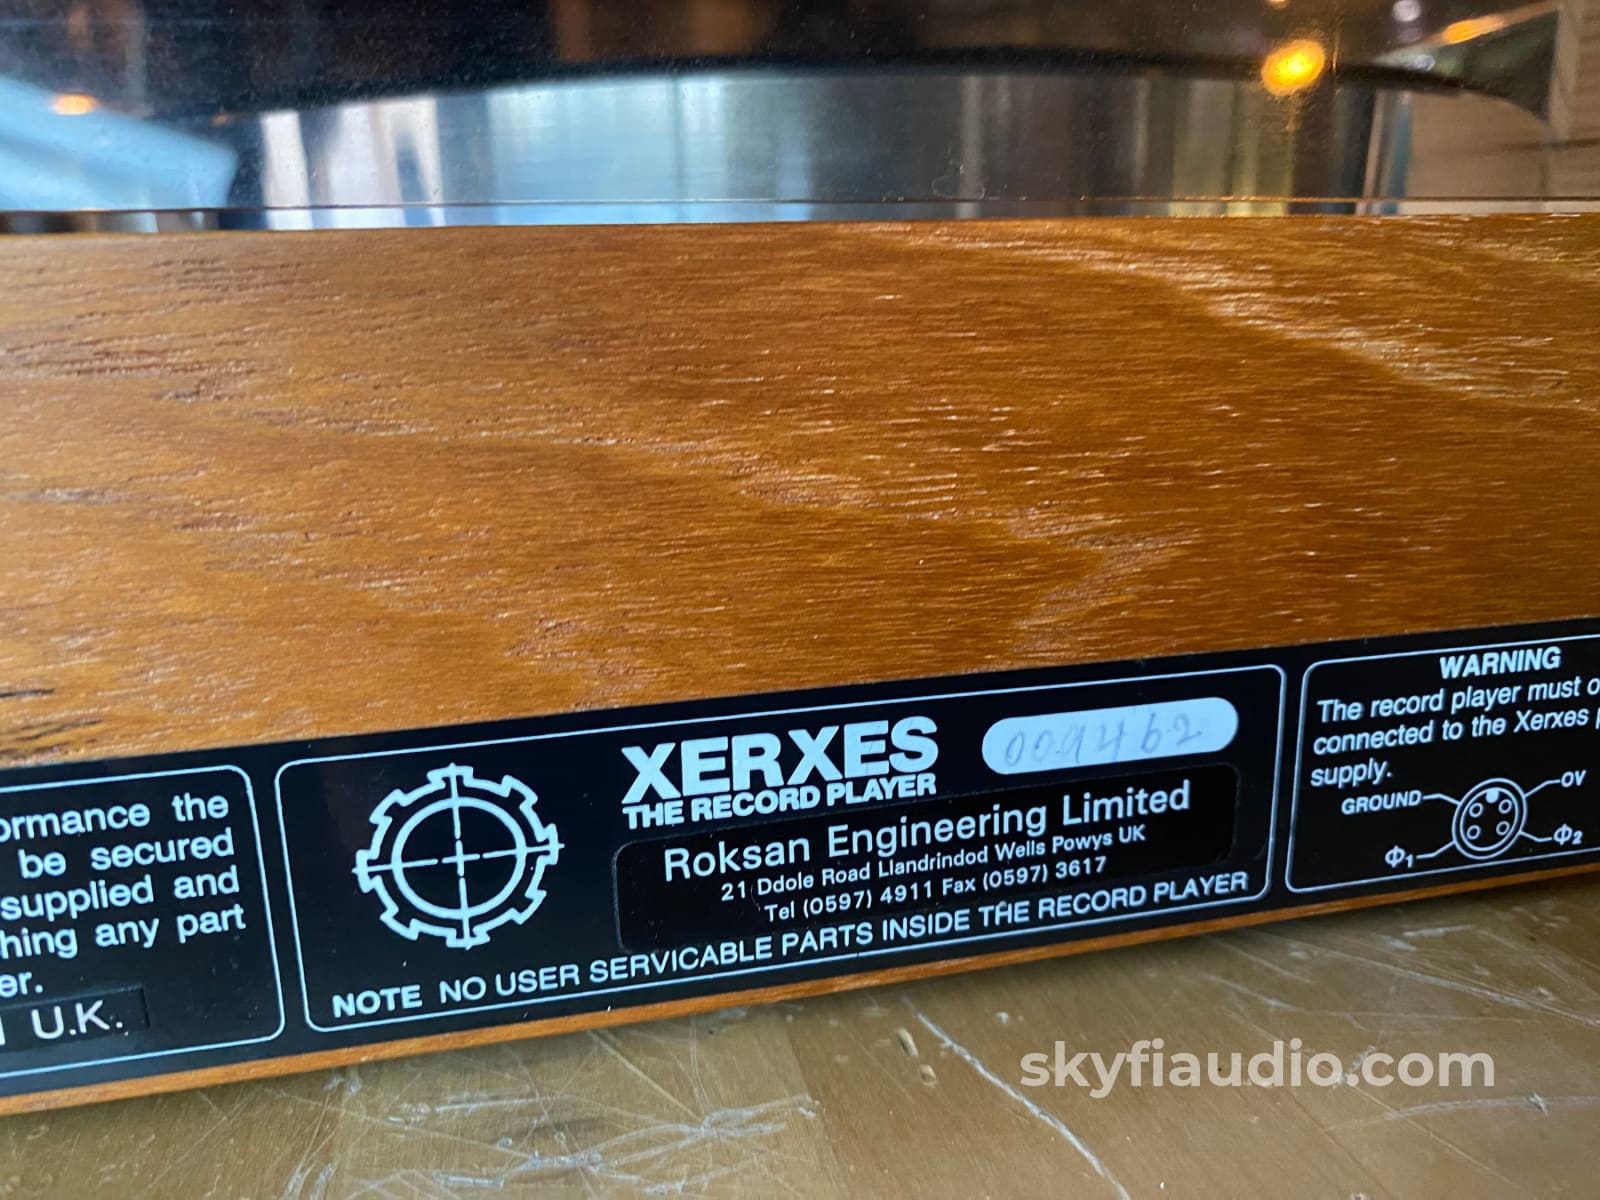 ormance the
be secured
supplied and
hing any part
er.
U.K.
XERXES
THE RECORD PLAYER
009462
Roksan Engineering Limited
21 Ddole Road Llandrindod Wells Powys UK
Tel (0597) 4911 Fax (0597) 3617
NOTE NO USER SERVICABLE PARTS INSIDE THE RECORD PLAYER
WARNING
The record player must o
connected to the Xerxes p
supply.
GROUND
OV
Φ1
Φ2
skyfiaudio.com